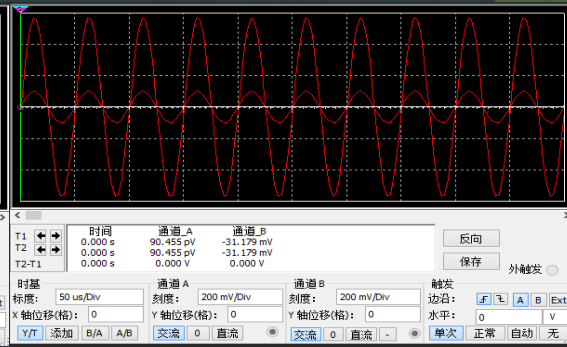 时间 通道_A 通道_B
T1 0.000 s 90.455 pV -31.179 mV
T2 0.000 s 90.455 pV -31.179 mV
T2-T1 0.000 s 0.000 V 0.000 V
反向
保存
外触发
时基
标度: 50 us/Div
X 轴位移(格): 0
Y/T 添加 B/A A/B
通道 A
刻度: 200 mV/Div
Y 轴位移(格): 0
交流 0 直流
通道 B
刻度: 200 mV/Div
Y 轴位移(格): 0
交流 0 直流 -
触发
边沿: A B Ext
水平: 0 V
单次 正常 自动 无